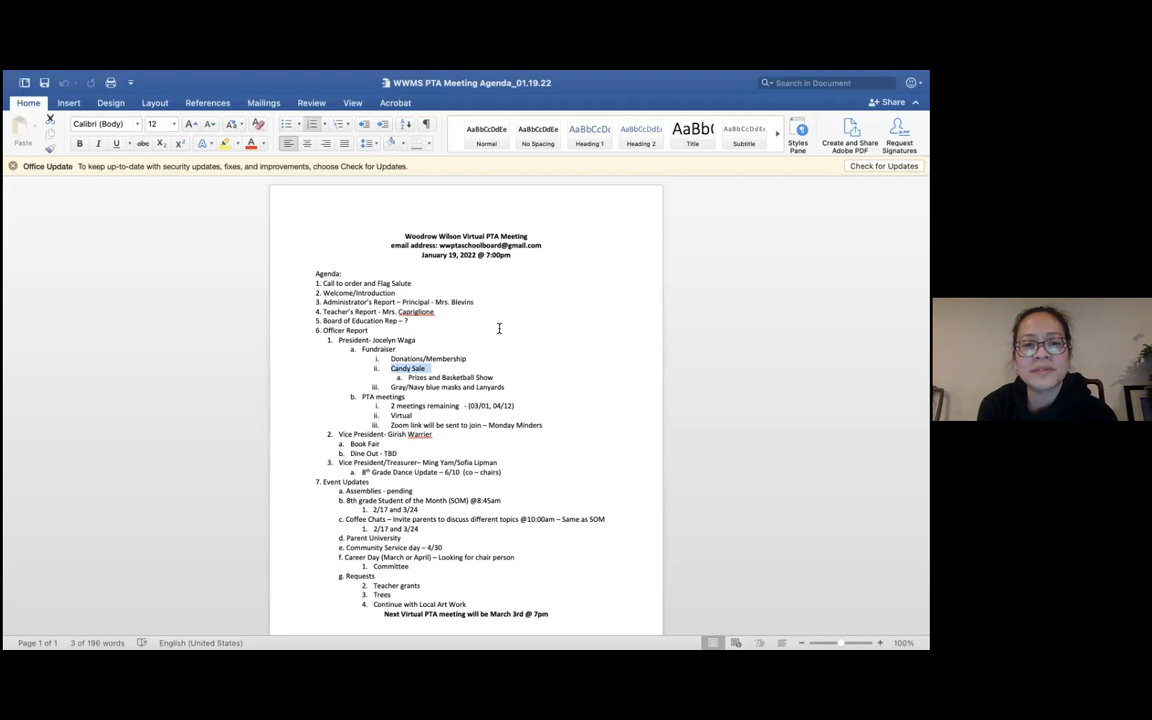 WWMS PTA Meeting Agenda_01.19.22
Search in Document
Home Insert Design Layout References Mailings Review View Acrobat
Share
Paste
Calibri (Body) 12
AaBbCcDdEe AaBbCcDdEe AaBbCcDc AaBbCcDdEe AaBb( AaBbCcDdEe
Normal No Spacing Heading 1 Heading 2 Title Subtitle
Styles Pane
Create and Share Adobe PDF
Request Signatures
Office Update To keep up-to-date with security updates, fixes, and improvements, choose Check for Updates.
Check for Updates
Woodrow Wilson Virtual PTA Meeting
email address: wwptaschoolboard@gmail.com
January 19, 2022 @ 7:00pm
Agenda:
1. Call to order and Flag Salute
2. Welcome/Introduction
3. Administrator's Report – Principal - Mrs. Blevins
4. Teacher's Report - Mrs. Capriglione
5. Board of Education Rep – ?
6. Officer Report
1. President- Jocelyn Waga
a. Fundraiser
i. Donations/Membership
ii. Candy Sale
a. Prizes and Basketball Show
iii. Gray/Navy blue masks and Lanyards
b. PTA meetings
i. 2 meetings remaining - (03/01, 04/12)
ii. Virtual
iii. Zoom link will be sent to join – Monday Minders
2. Vice President- Girish Warrier
a. Book Fair
b. Dine Out - TBD
3. Vice President/Treasurer– Ming Yam/Sofia Lipman
a. 8th Grade Dance Update – 6/10 (co – chairs)
7. Event Updates
a. Assemblies - pending
b. 8th grade Student of the Month (SOM) @8:45am
1. 2/17 and 3/24
c. Coffee Chats – Invite parents to discuss different topics @10:00am – Same as SOM
1. 2/17 and 3/24
d. Parent University
e. Community Service day – 4/30
f. Career Day (March or April) – Looking for chair person
1. Committee
g. Requests
2. Teacher grants
3. Trees
4. Continue with Local Art Work
Next Virtual PTA meeting will be March 3rd @ 7pm
Page 1 of 1 3 of 196 words English (United States) 100%